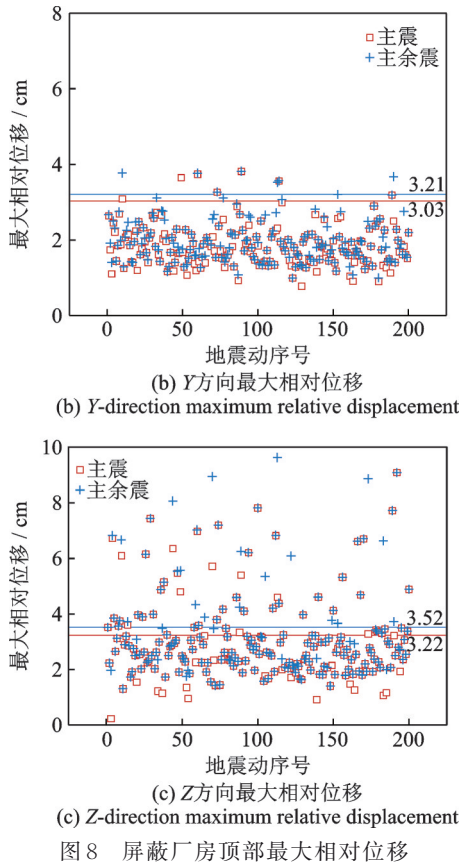 8
6
4
2
0
最大相对位移 / cm
主震
主余震
3.21
3.03
0 50 100 150 200
地震动序号
(b) Y方向最大相对位移
(b) Y-direction maximum relative displacement
10
8
6
4
2
0
最大相对位移 / cm
主震
主余震
3.52
3.22
0 50 100 150 200
地震动序号
(c) Z方向最大相对位移
(c) Z-direction maximum relative displacement
图 8 屏蔽厂房顶部最大相对位移